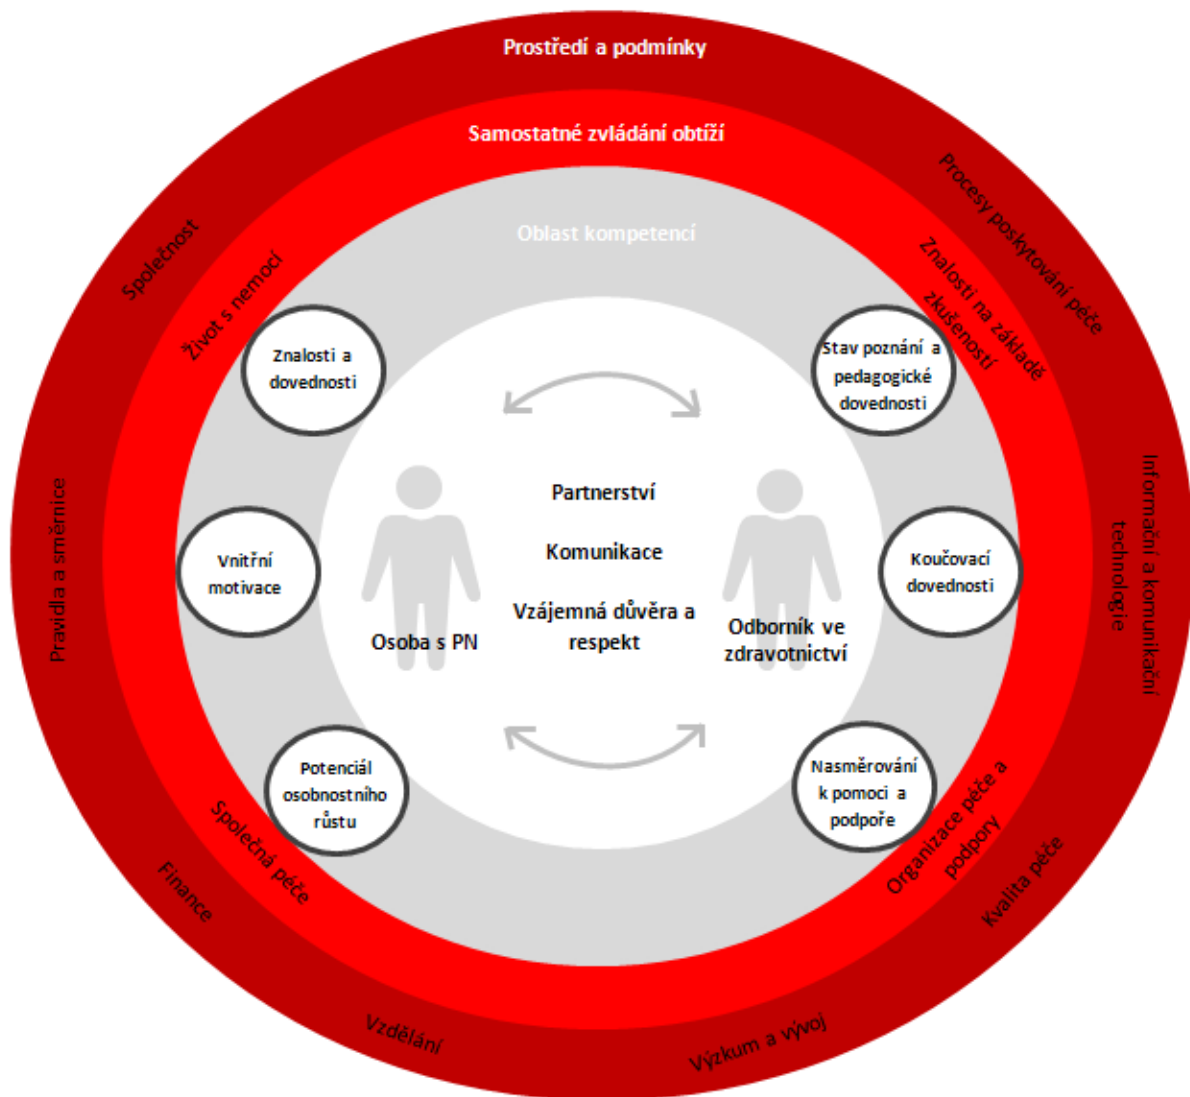 Prostředí a podmínky
Samostatné zvládání obtíží
Oblast kompetencí
Společnost
Procesy poskytování péče
Život s nemocí
Znalosti na základě
zkušeností
Znalosti a
dovednosti
Stav poznání a
pedagogické
dovednosti
Pravidla a směrnice
Informační a komunikační
technologie
Vnitřní
motivace
Partnerství
Komunikace
Vzájemná důvěra a
respekt
Osoba s PN
Odborník ve
zdravotnictví
Koučovací
dovednosti
Potenciál
osobnostního
růstu
Nasměrování
k pomoci a
podpoře
Společná péče
Organizace péče a
podpory
Finance
Kvalita péče
Vzdělání
Výzkum a vývoj